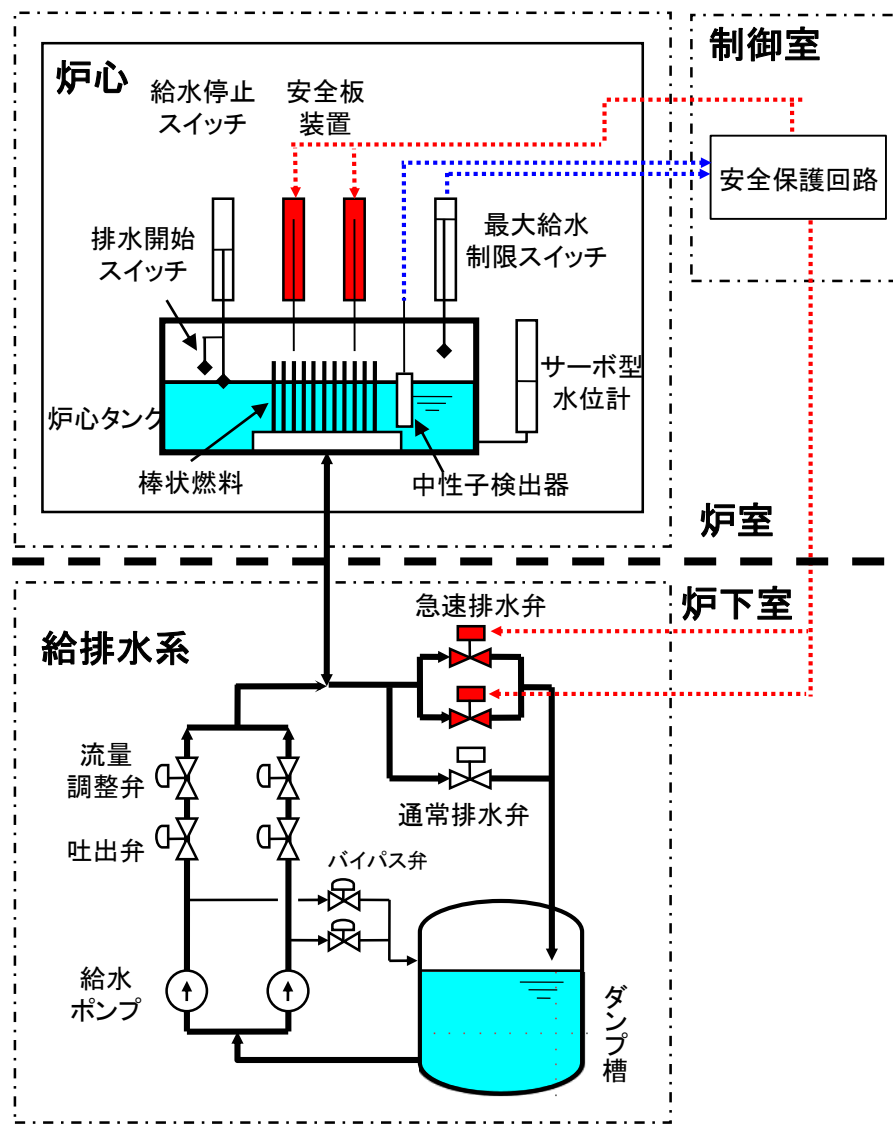 制御室
炉心
給水停止
スイッチ
安全板
装置
安全保護回路
排水開始
スイッチ
最大給水
制限スイッチ
サーボ型
水位計
炉心タンク
棒状燃料
中性子検出器
炉室
炉下室
急速排水弁
給排水系
流量
調整弁
通常排水弁
吐出弁
バイパス弁
給水
ポンプ
ダンプ槽